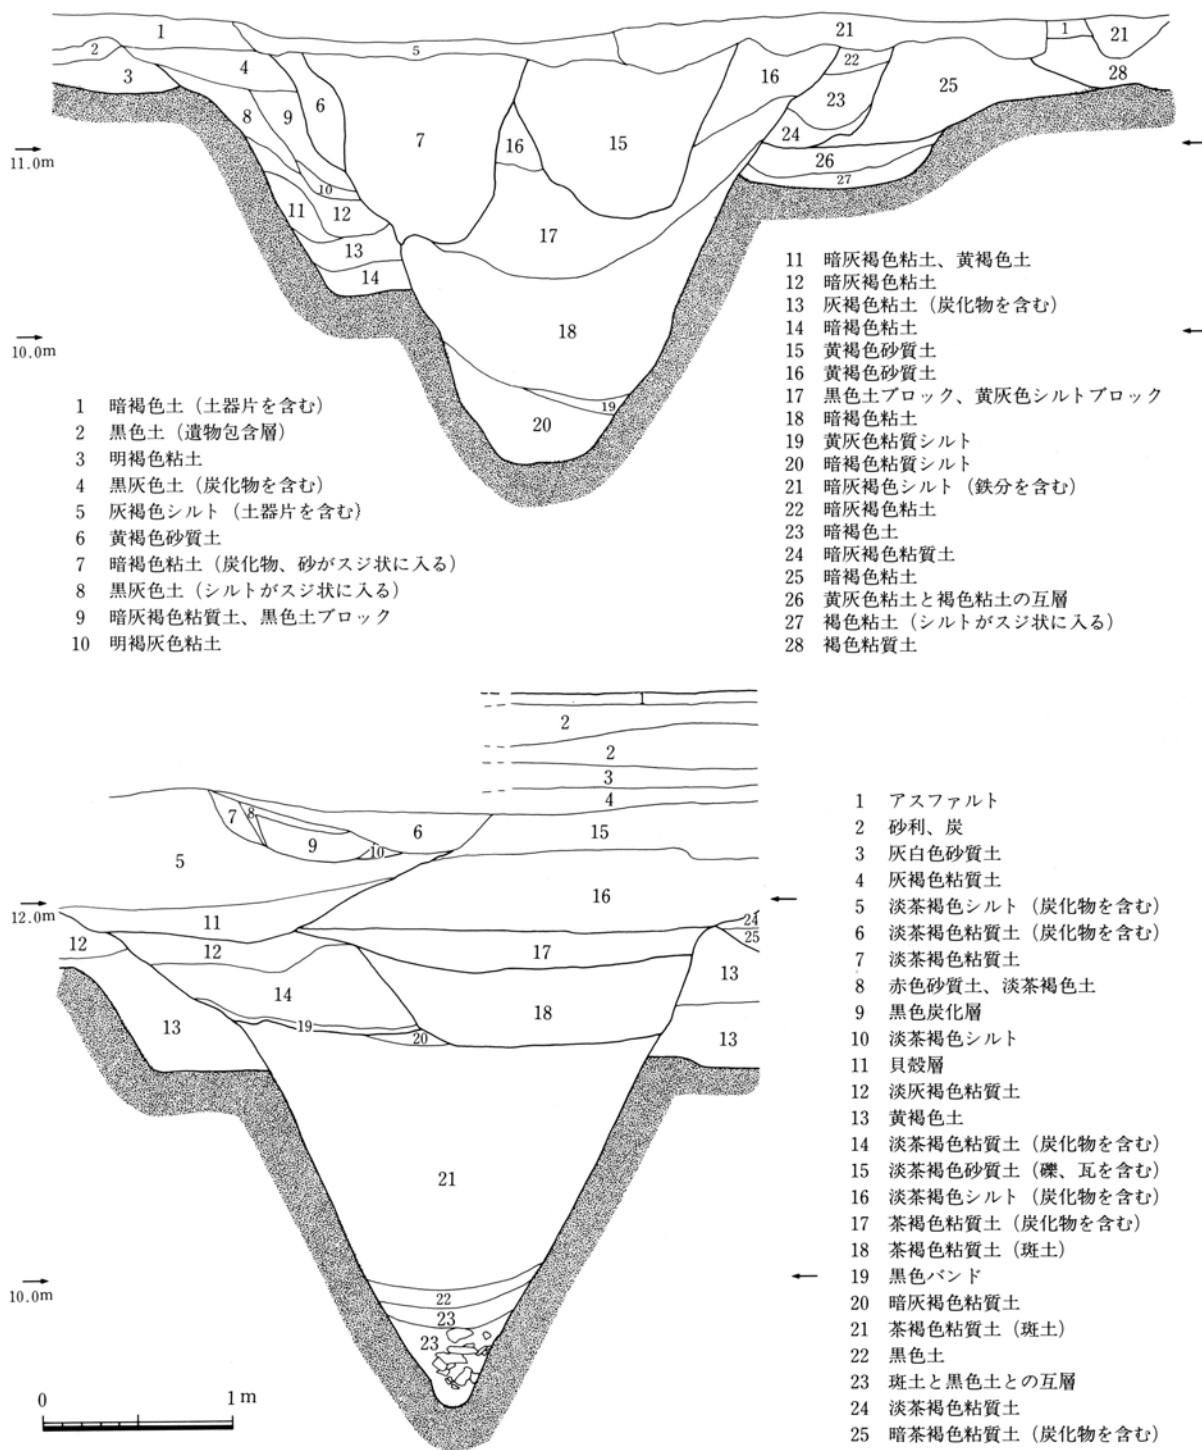 1
2
3
4
5
6
7
8
9
10
11
12
13
14
15
16
16
17
18
19
20
21
1
21
22
23
24
25
26
27
28
11.0m
10.0m
1 暗褐色土（土器片を含む）
2 黒色土（遺物包含層）
3 明褐色粘土
4 黒灰色土（炭化物を含む）
5 灰褐色シルト（土器片を含む）
6 黄褐色砂質土
7 暗褐色粘土（炭化物、砂がスジ状に入る）
8 黒灰色土（シルトがスジ状に入る）
9 暗灰褐色粘質土、黒色土ブロック
10 明褐灰色粘土
11 暗灰褐色粘土、黄褐色土
12 暗灰褐色粘土
13 灰褐色粘土（炭化物を含む）
14 暗褐色粘土
15 黄褐色砂質土
16 黄褐色砂質土
17 黒色土ブロック、黄灰色シルトブロック
18 暗褐色粘土
19 黄灰色粘質シルト
20 暗褐色粘質シルト
21 暗灰褐色シルト（鉄分を含む）
22 暗灰褐色粘土
23 暗褐色土
24 暗灰褐色粘質土
25 暗褐色粘土
26 黄灰色粘土と褐色粘土の互層
27 褐色粘土（シルトがスジ状に入る）
28 褐色粘質土
1
2
2
3
4
5
6
7
8
9
10
11
12
12
13
13
13
14
15
16
17
18
19
20
21
22
23
23
24
25
12.0m
10.0m
0 1m
1 アスファルト
2 砂利、炭
3 灰白色砂質土
4 灰褐色粘質土
5 淡茶褐色シルト（炭化物を含む）
6 淡茶褐色粘質土（炭化物を含む）
7 淡茶褐色粘質土
8 赤色砂質土、淡茶褐色土
9 黒色炭化層
10 淡茶褐色シルト
11 貝殻層
12 淡灰褐色粘質土
13 黄褐色土
14 淡茶褐色粘質土（炭化物を含む）
15 淡茶褐色砂質土（礫、瓦を含む）
16 淡茶褐色シルト（炭化物を含む）
17 茶褐色粘質土（炭化物を含む）
18 茶褐色粘質土（斑土）
19 黒色バンド
20 暗灰褐色粘質土
21 茶褐色粘質土（斑土）
22 黒色土
23 斑土と黒色土との互層
24 淡茶褐色粘質土
25 暗茶褐色粘質土（炭化物を含む）